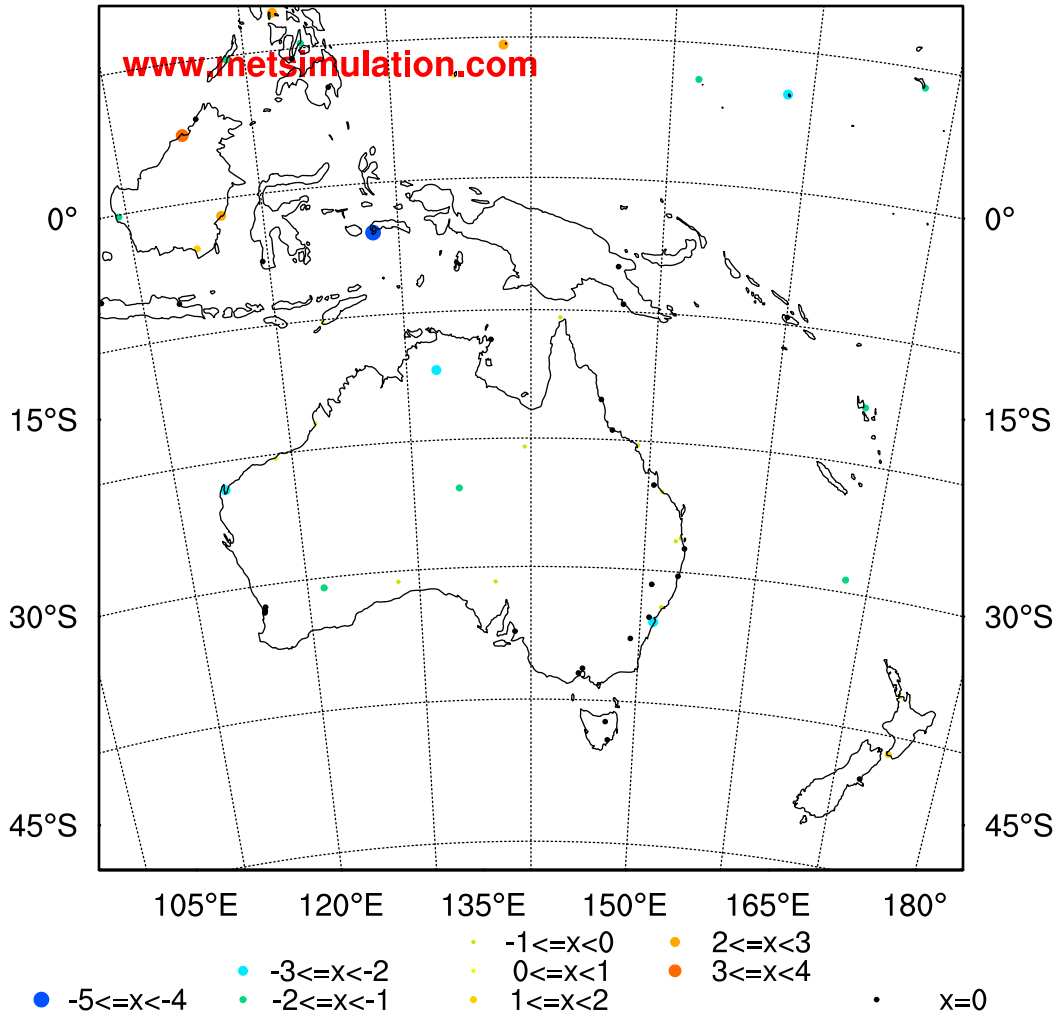 www.metsimulation.com
0° 0°
15°S 15°S
30°S 30°S
45°S 45°S
105°E 120°E 135°E 150°E 165°E 180°
-1<=x<0 2<=x<3
-3<=x<-2 0<=x<1 3<=x<4
-5<=x<-4 -2<=x<-1 1<=x<2 x=0